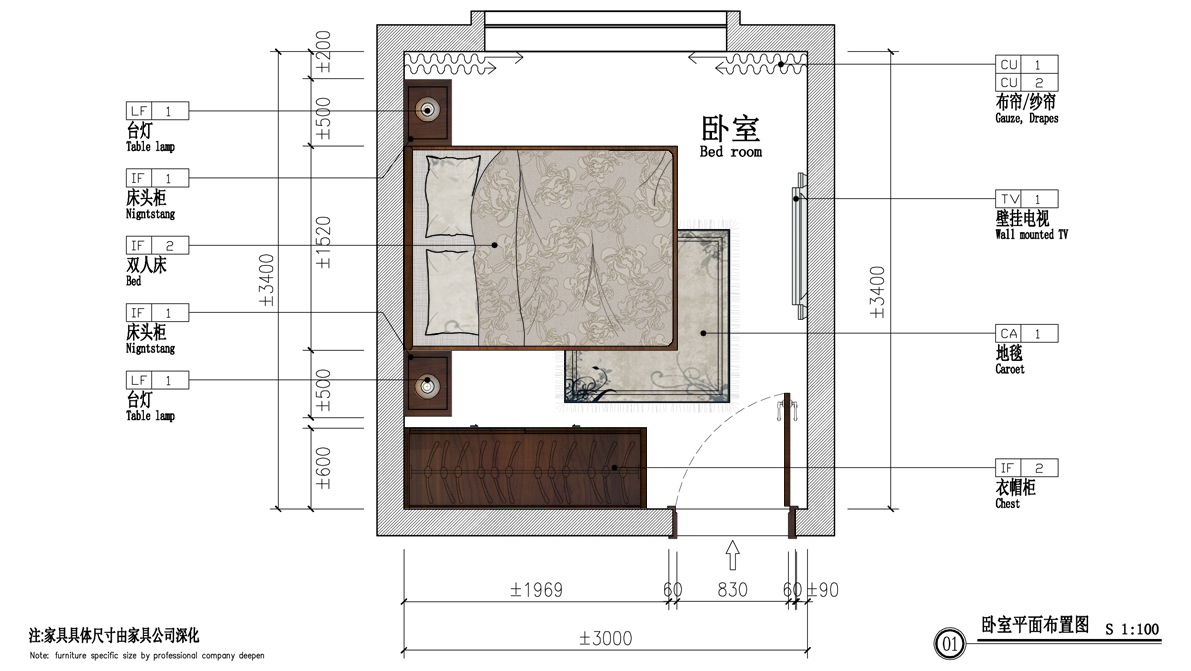 ±200
±500
±1520
±500
±600
±3400
LF 1
台灯
Table lamp
IF 1
床头柜
Nigntstang
IF 2
双人床
Bed
IF 1
床头柜
Nigntstang
LF 1
台灯
Table lamp
卧室
Bed room
CU 1
CU 2
布帘/纱帘
Gauze, Drapes
TV 1
壁挂电视
Wall mounted TV
±3400
CA 1
地毯
Caroet
IF 2
衣帽柜
Chest
±1969 60 830 60 ±90
±3000
注:家具具体尺寸由家具公司深化
Note: furniture specific size by professional company deepen
01 卧室平面布置图 S 1:100